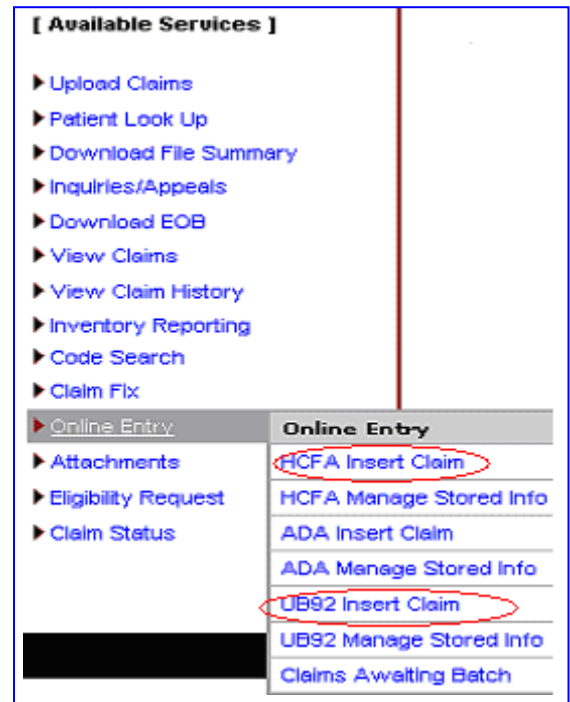 [ Available Services ]
Upload Claims
Patient Look Up
Download File Summary
Inquiries/Appeals
Download EOB
View Claims
View Claim History
Inventory Reporting
Code Search
Claim Fix
Online Entry
Attachments
Eligibility Request
Claim Status
Online Entry
HCFA Insert Claim
HCFA Manage Stored Info
ADA Insert Claim
ADA Manage Stored Info
UB92 Insert Claim
UB92 Manage Stored Info
Claims Awaiting Batch